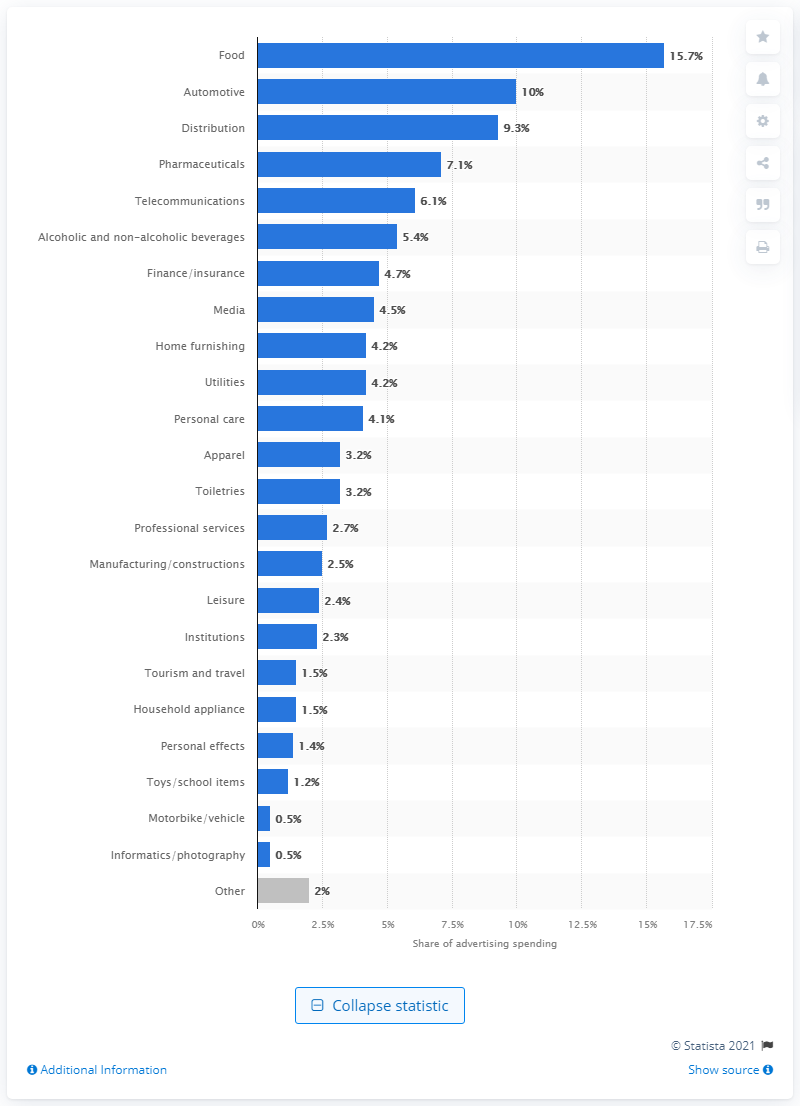 Food 15.7%
Automotive 10%
Distribution 9.3%
Pharmaceuticals 7.1%
Telecommunications 6.1%
Alcoholic and non-alcoholic beverages 5.4%
Finance/insurance 4.7%
Media 4.5%
Home furnishing 4.2%
Utilities 4.2%
Personal care 4.1%
Apparel 3.2%
Toiletries 3.2%
Professional services 2.7%
Manufacturing/constructions 2.5%
Leisure 2.4%
Institutions 2.3%
Tourism and travel 1.5%
Household appliance 1.5%
Personal effects 1.4%
Toys/school items 1.2%
Motorbike/vehicle 0.5%
Informatics/photography 0.5%
Other 2%
0% 2.5% 5% 7.5% 10% 12.5% 15% 17.5%
Share of advertising spending
Collapse statistic
© Statista 2021
Additional Information Show source